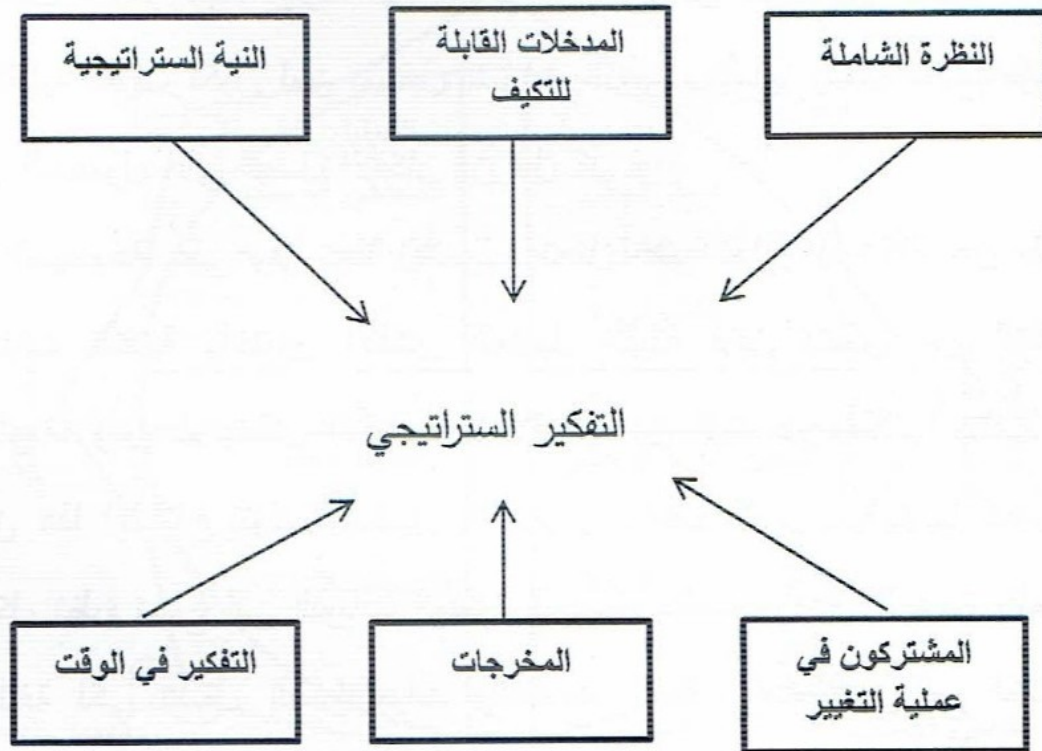 النظرة الشاملة
المدخلات القابلة
للتكيف
النية الستراتيجية
التفكير الستراتيجي
المشتركون في
عملية التغيير
المخرجات
التفكير في الوقت